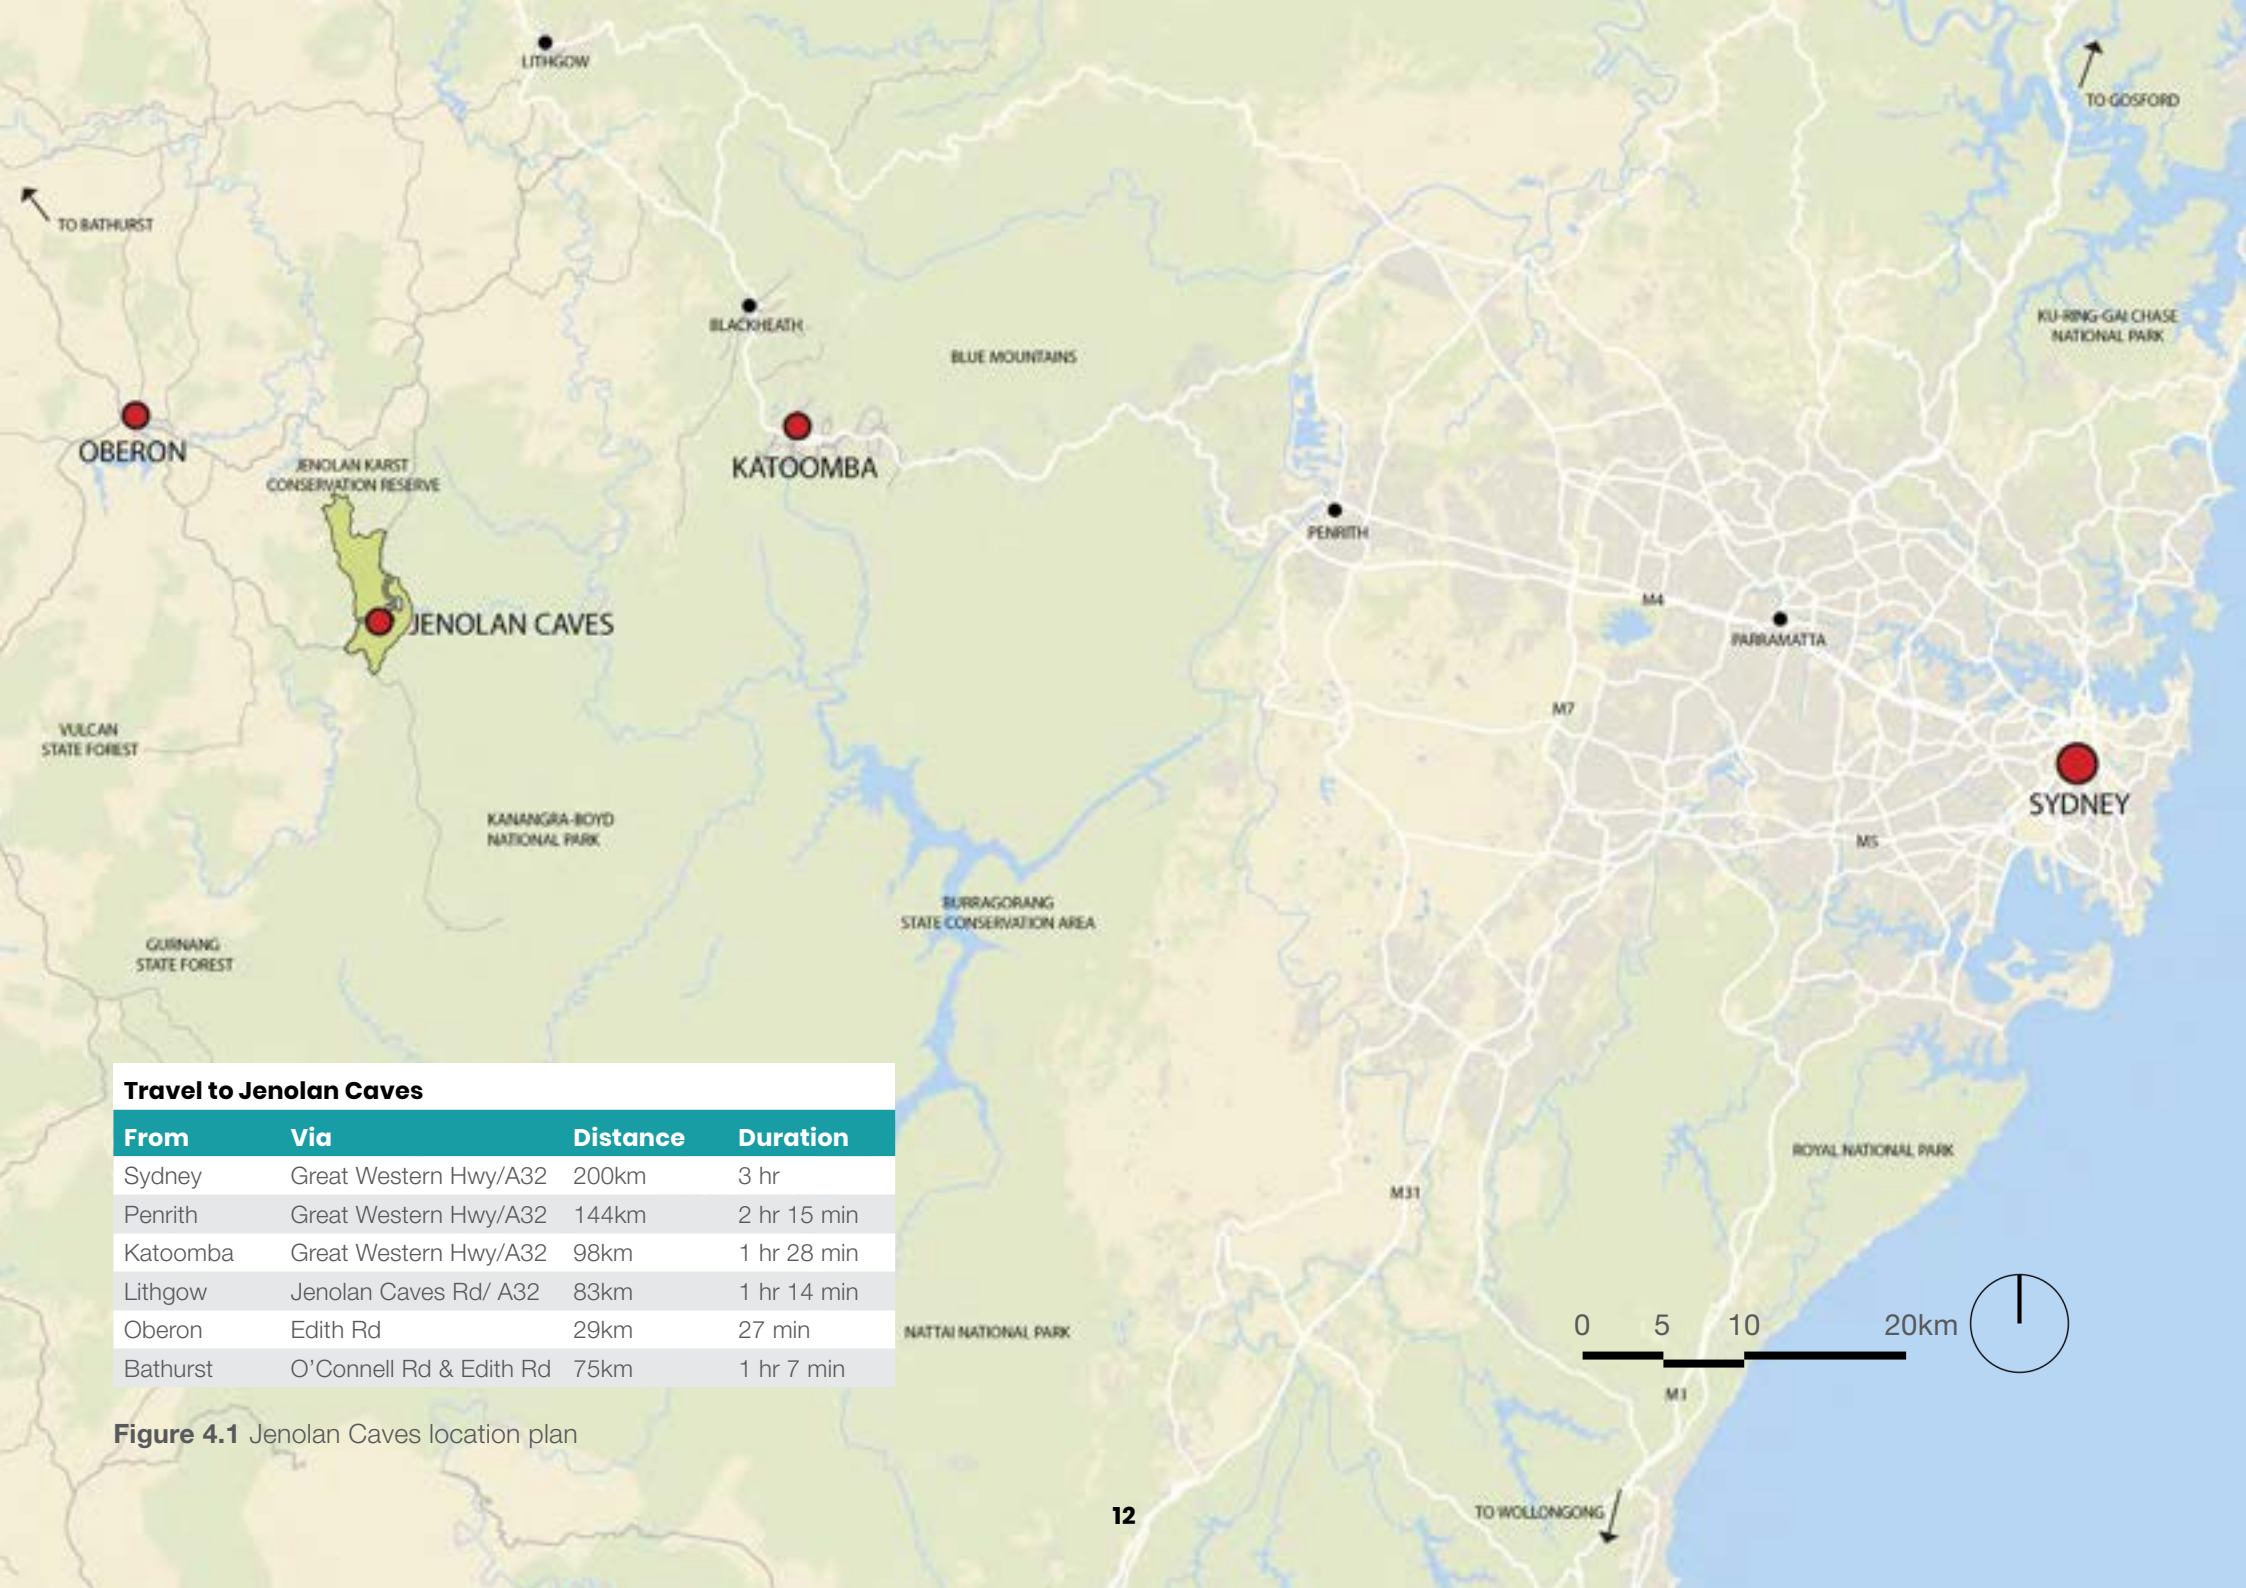 LITHGOW
TO GOSFORD
TO BATHURST
BLACKHEATH
KU-RING-GAI CHASE
NATIONAL PARK
BLUE MOUNTAINS
OBERON
KATOOMBA
JENOLAN KARST
CONSERVATION RESERVE
PENRITH
M4
JENOLAN CAVES
PARRAMATTA
M7
VULCAN
STATE FOREST
SYDNEY
KANANGRA-BOYD
NATIONAL PARK
M5
BURRAGORANG
STATE CONSERVATION AREA
GURNANG
STATE FOREST
Travel to Jenolan Caves
From Via Distance Duration
Sydney Great Western Hwy/A32 200km 3 hr
Penrith Great Western Hwy/A32 144km 2 hr 15 min
Katoomba Great Western Hwy/A32 98km 1 hr 28 min
Lithgow Jenolan Caves Rd/ A32 83km 1 hr 14 min
Oberon Edith Rd 29km 27 min
Bathurst O’Connell Rd & Edith Rd 75km 1 hr 7 min
ROYAL NATIONAL PARK
M31
NATTAI NATIONAL PARK
0 5 10 20km
M1
Figure 4.1 Jenolan Caves location plan
TO WOLLONGONG
12